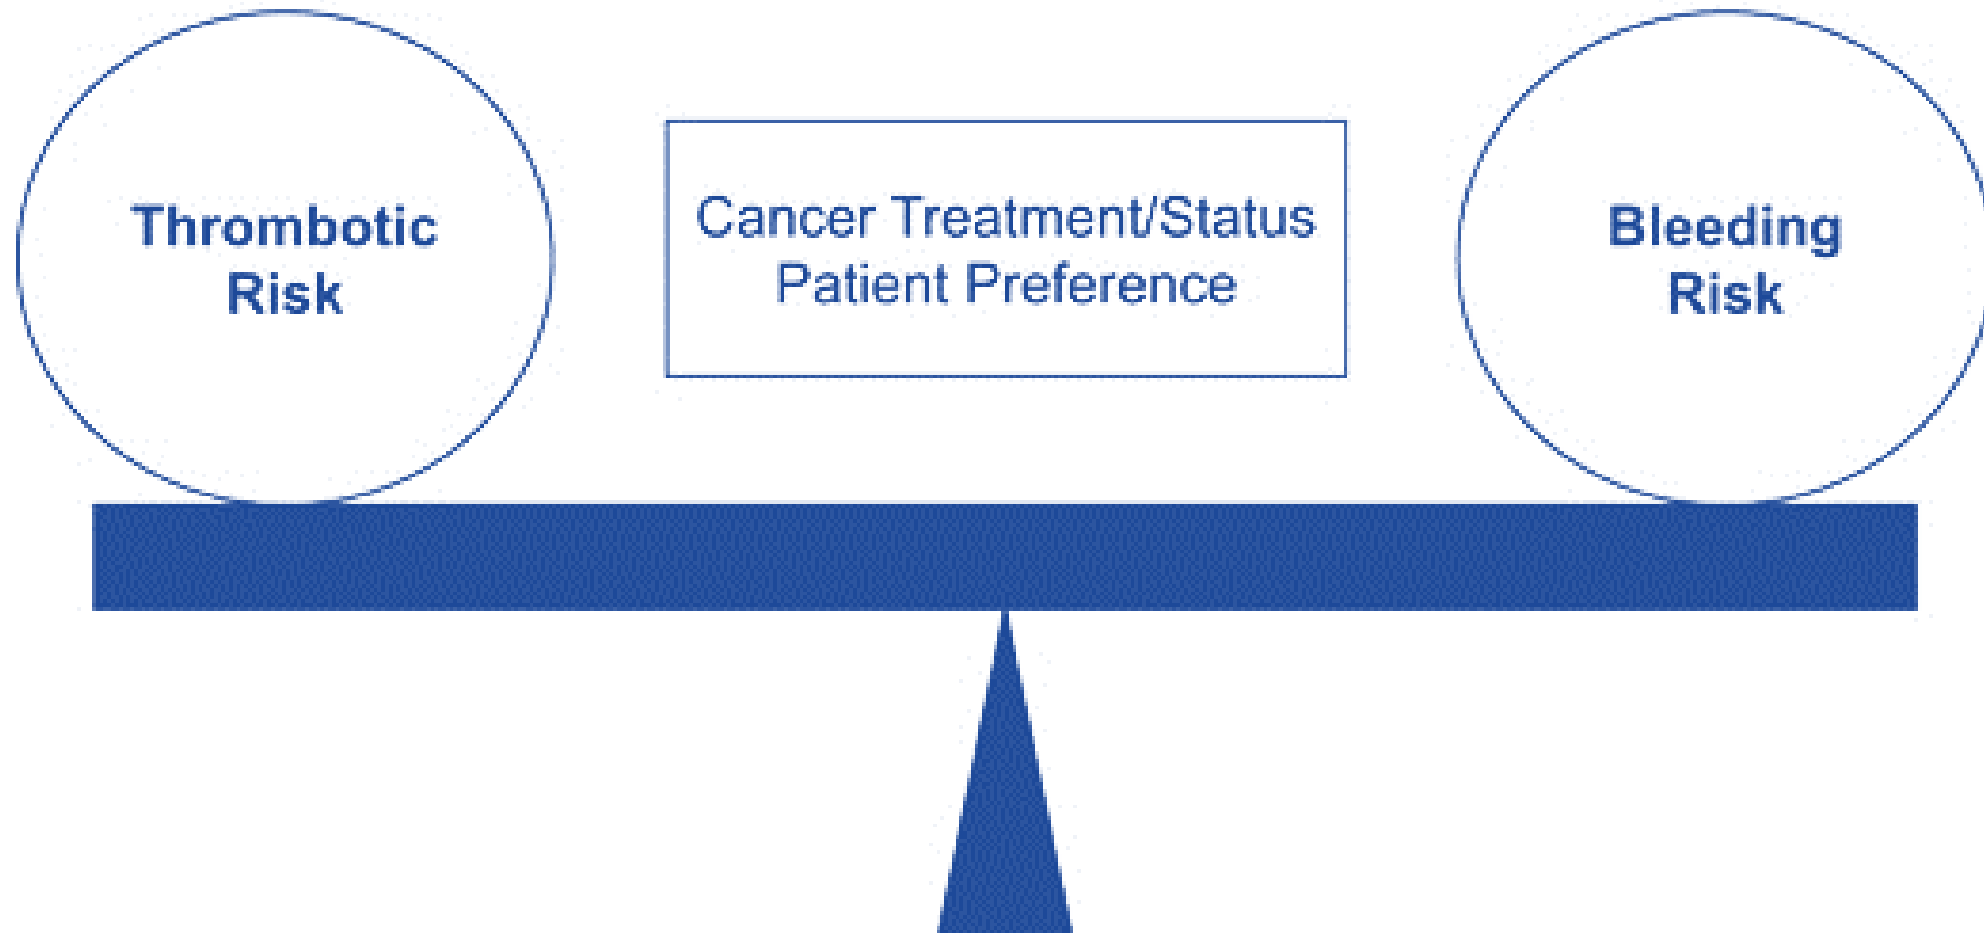 Thrombotic
Risk
Cancer Treatment/Status
Patient Preference
Bleeding
Risk